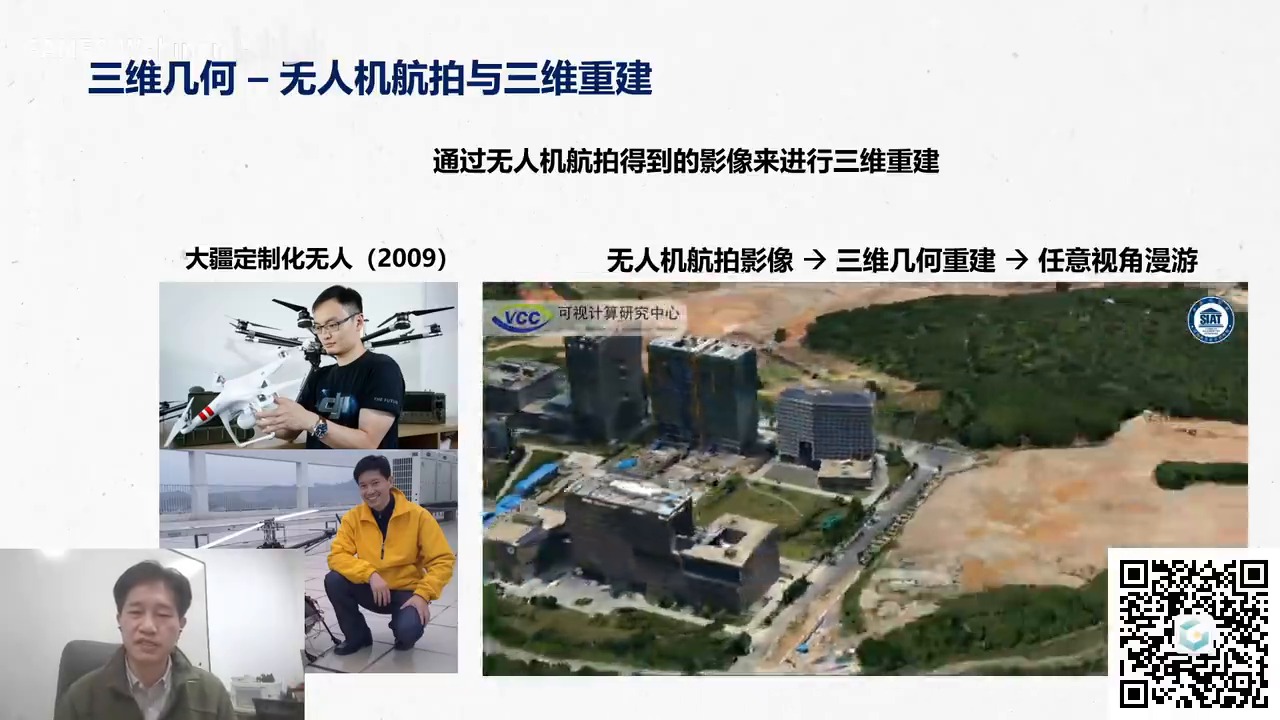 三维几何 – 无人机航拍与三维重建
通过无人机航拍得到的影像来进行三维重建
大疆定制化无人（2009）
无人机航拍影像 → 三维几何重建 → 任意视角漫游
VCC 可视计算研究中心
SIAT